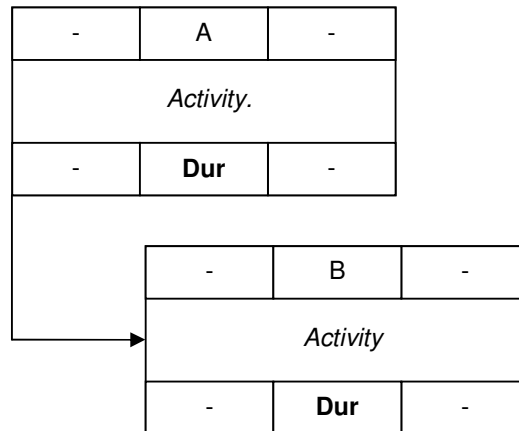 - A -
Activity.
- Dur -
- B -
Activity
- Dur -